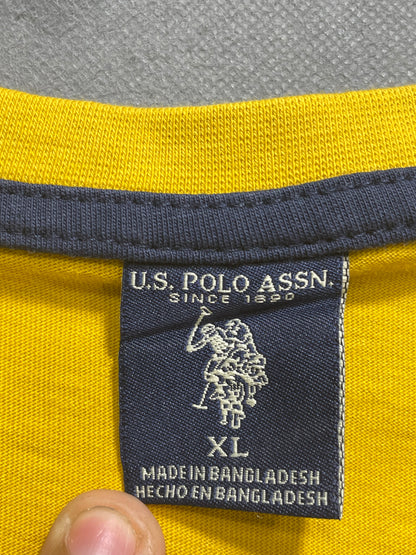 U.S. POLO ASSN.
SINCE 1890
XL
MADE IN BANGLADESH
HECHO EN BANGLADESH